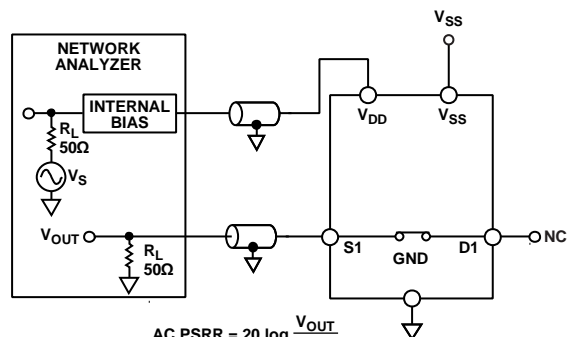 VSS
NETWORK
ANALYZER
INTERNAL
BIAS
VDD
VSS
RL
50Ω
VS
VOUT
RL
50Ω
S1
GND
D1
NC
AC PSRR = 20 log VOUT